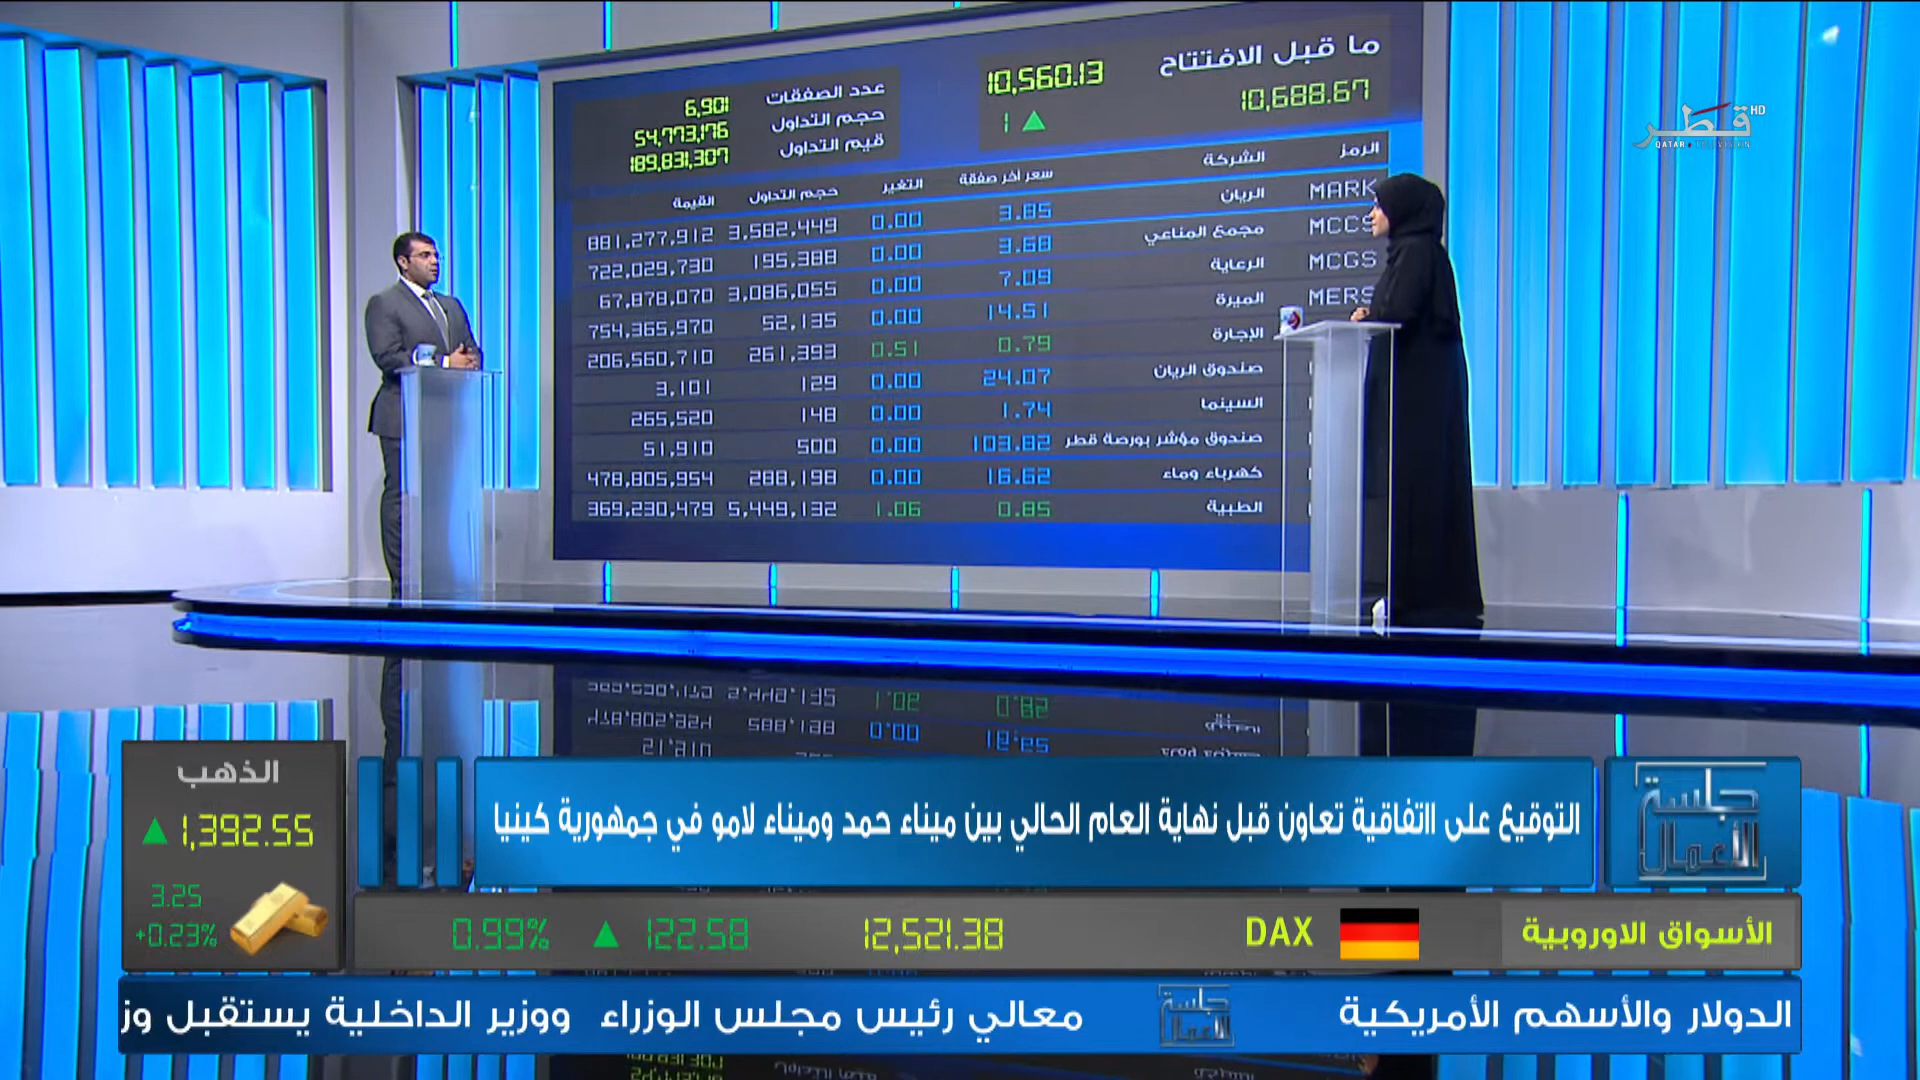 ما قبل الافتتاح
10,560.13
10,688.67
1
عدد الصفقات 6,901
حجم التداول 54,773,176
قيم التداول 189,831,307
الرمز الشركة سعر آخر صفقة التغير حجم التداول القيمة
MARK الريان 3.85 0.00 3,582,449 881,277,912
MCCS مجمع المناعي 3.68 0.00 195,388 722,029,730
MCGS الرعاية 7.09 0.00 3,086,055 67,878,070
MERS الميرة 14.51 0.00 52,135 754,365,970
الإجارة 0.79 0.51 261,393 206,560,710
صندوق الريان 24.07 0.00 129 3,101
السينما 1.74 0.00 148 265,520
صندوق مؤشر بورصة قطر 103.82 0.00 500 51,910
كهرباء وماء 16.62 0.00 288,198 478,805,954
الطبية 0.85 1.06 5,449,132 369,230,479
قطر HD
QATAR TELEVISION
جلسة الأعمال
التوقيع على ااتفاقية تعاون قبل نهاية العام الحالي بين ميناء حمد وميناء لامو في جمهورية كينيا
الذهب
1,392.55
3.25
+0.23%
الأسواق الاوروبية DAX 12,521.38 122.58 0.99%
الدولار والأسهم الأمريكية جلسة الأعمال معالي رئيس مجلس الوزراء ووزير الداخلية يستقبل وز